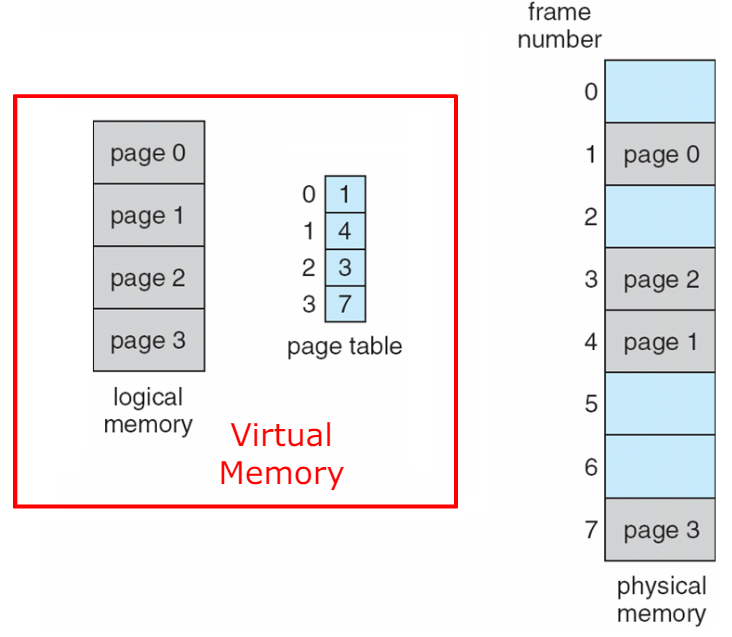 page 0
page 1
page 2
page 3
logical
memory
0 1
1 4
2 3
3 7
page table
Virtual
Memory
frame
number
0
1 page 0
2
3 page 2
4 page 1
5
6
7 page 3
physical
memory